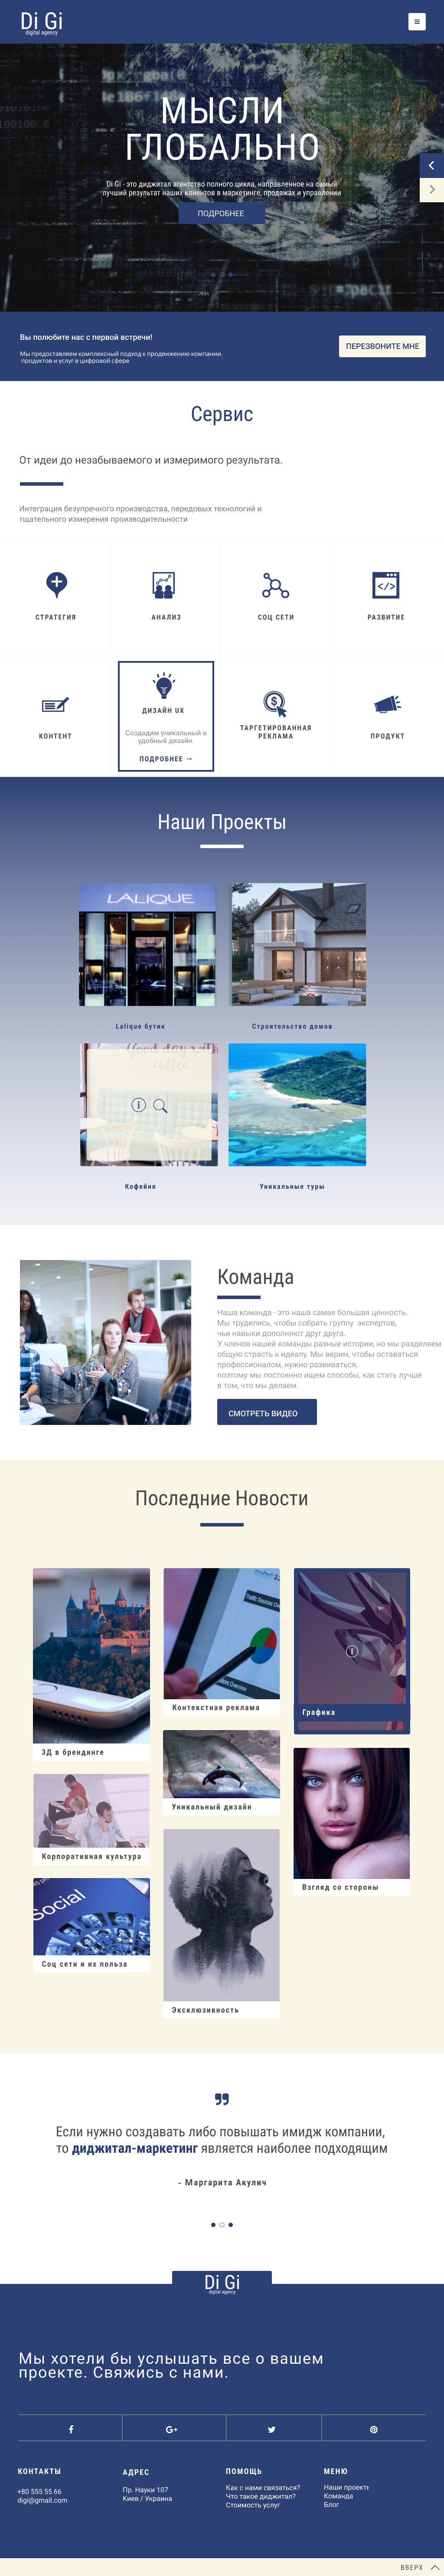 Di Gi
digital agency
МЫСЛИ
ГЛОБАЛЬНО
Di Gi - это диджитал агентство полного цикла, направленное на самый
лучший результат наших клиентов в маркетинге, продажах и управлении
ПОДРОБНЕЕ
Вы полюбите нас с первой встречи!
Мы предоставляем комплексный подход к продвижению компании,
продуктов и услуг в цифровой сфере.
ПЕРЕЗВОНИТЕ МНЕ
Сервис
От идеи до незабываемого и измеримого результата.
Интеграция безупречного производства, передовых технологий и
тщательного измерения производительности
СТРАТЕГИЯ
АНАЛИЗ
СОЦ СЕТИ
РАЗВИТИЕ
КОНТЕНТ
ДИЗАЙН UX
Создадим уникальный и
удобный дизайн.
ПОДРОБНЕЕ →
ТАРГЕТИРОВАННАЯ
РЕКЛАМА
ПРОДУКТ
Наши Проекты
LALIQUE
Lalique бутик
Строительство домов
good day
coffee
Кофейня
Уникальные туры
Команда
Наша команда - это наша самая большая ценность.
Мы трудились, чтобы собрать группу экспертов,
чьи навыки дополняют друг друга.
У членов нашей команды разные истории, но мы разделяем
общую страсть к идеалу. Мы верим, чтобы оставаться
профессионалом, нужно развиваться,
поэтому мы постоянно ищем способы, как стать лучше
в том, что мы делаем.
СМОТРЕТЬ ВИДЕО
Последние Новости
3Д в брендинге
Traffic Sources Overview
Контекстная реклама
Графика
Уникальный дизайн
Корпоративная культура
Взгляд со стороны
Social
Соц сети и их польза
Эксклюзивность
Если нужно создавать либо повышать имидж компании,
то диджитал-маркетинг является наиболее подходящим
- Маргарита Акулич
Di Gi
digital agency
Мы хотели бы услышать все о вашем
проекте. Свяжись с нами.
G+
КОНТАКТЫ
+80 555 55 66
digi@gmail.com
АДРЕС
Пр. Науки 107
Киев / Украина
ПОМОЩЬ
Как с нами связаться?
Что такое диджитал?
Стоимость услуг
МЕНЮ
Наши проекть
Команда
Блог
ВВЕРХ